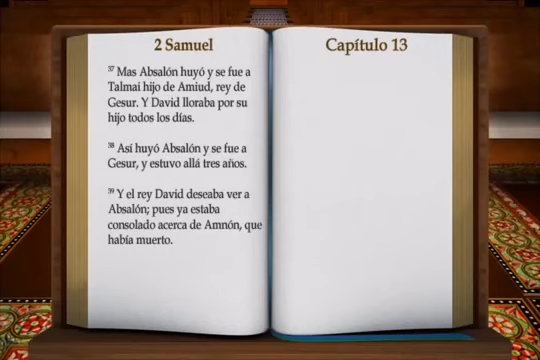 2 Samuel
Capítulo 13
37 Mas Absalón huyó y se fue a
Talmai hijo de Amiud, rey de
Gesur. Y David lloraba por su
hijo todos los días.
38 Así huyó Absalón y se fue a
Gesur, y estuvo allá tres años.
39 Y el rey David deseaba ver a
Absalón; pues ya estaba
consolado acerca de Amnón, que
había muerto.